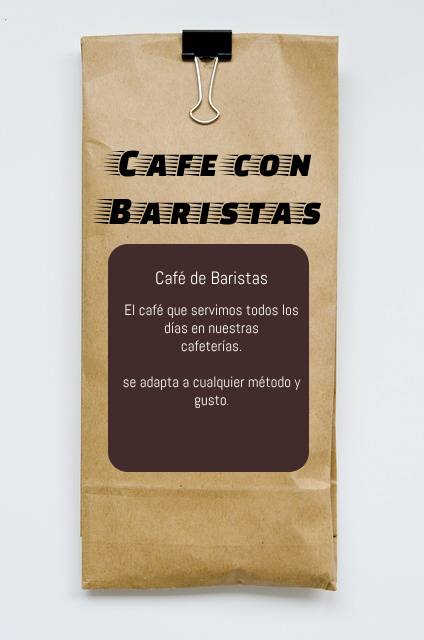 CAFE CON
BARISTAS
Café de Baristas
El café que servimos todos los
días en nuestras
cafeterías.
se adapta a cualquier método y
gusto.